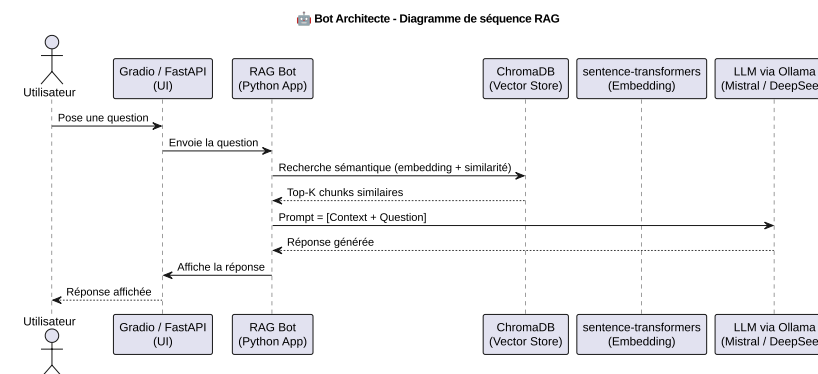 🤖 Bot Architecte - Diagramme de séquence RAG
Utilisateur
Gradio / FastAPI
(UI)
RAG Bot
(Python App)
ChromaDB
(Vector Store)
sentence-transformers
(Embedding)
LLM via Ollama
(Mistral / DeepSee
Pose une question
Envoie la question
Recherche sémantique (embedding + similarité)
Top-K chunks similaires
Prompt = [Context + Question]
Réponse générée
Affiche la réponse
Réponse affichée
Utilisateur
Gradio / FastAPI
(UI)
RAG Bot
(Python App)
ChromaDB
(Vector Store)
sentence-transformers
(Embedding)
LLM via Ollama
(Mistral / DeepSee